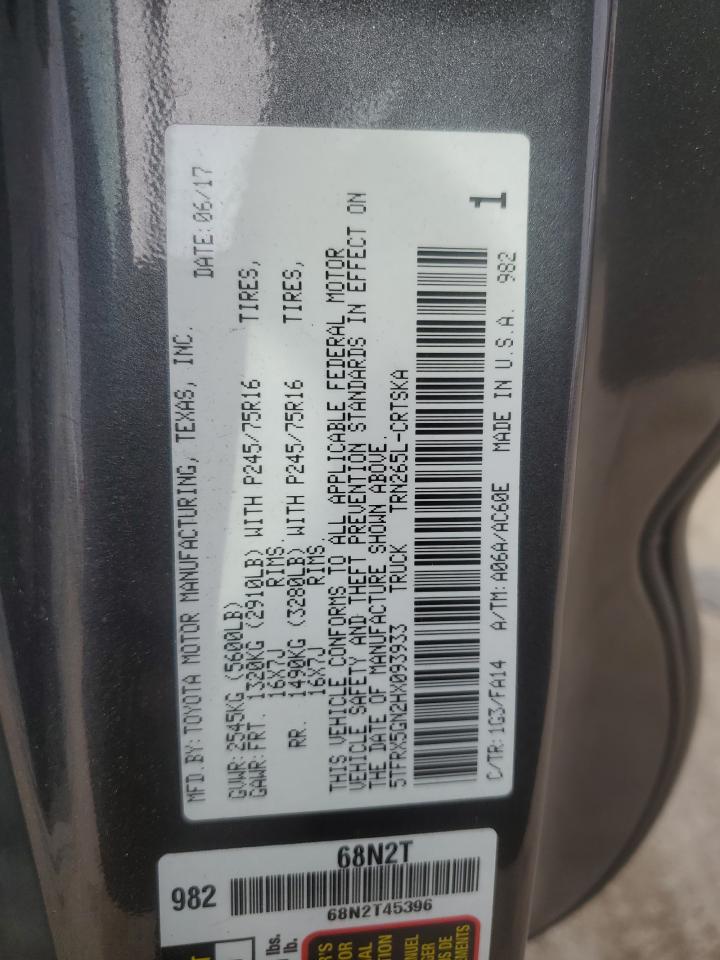 MFD.BY:TOYOTA MOTOR MANUFACTURING, TEXAS, INC. DATE:06/17
GVWR:2545KG (5600LB)
GAWR:FRT. 1320KG (2910LB) WITH P245/75R16 TIRES,
16X7J RIMS.
RR. 1490KG (3280LB) WITH P245/75R16 TIRES,
16X7J RIMS.
THIS VEHICLE CONFORMS TO ALL APPLICABLE FEDERAL MOTOR
VEHICLE SAFETY AND THEFT PREVENTION STANDARDS IN EFFECT ON
THE DATE OF MANUFACTURE SHOWN ABOVE.
5TFRX5GN2HX093933 TRUCK TRN265L-CRTSKA
1
C/TR:1G3/FA14 A/TM:A06A/AC60E MADE IN U.S.A. 982
982
68N2T
68N2T45396
lbs.
lb.